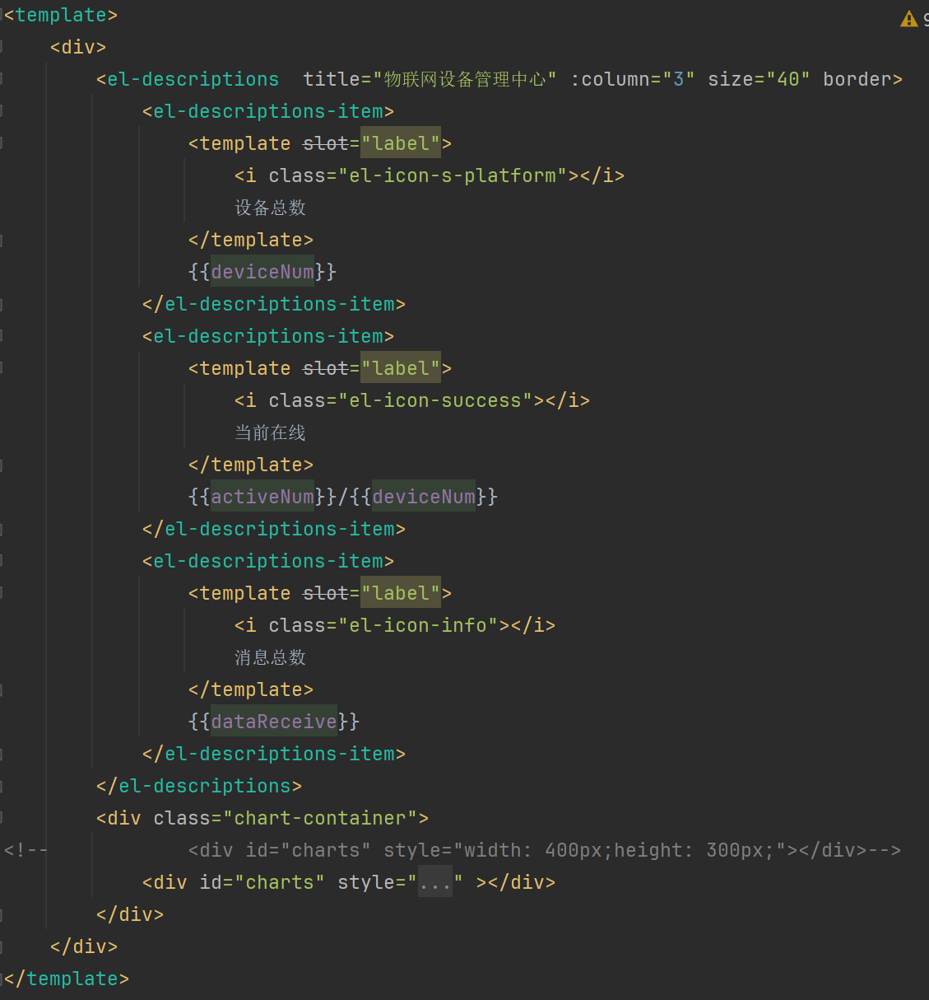 <template>
    <div>
        <el-descriptions  title="物联网设备管理中心" :column="3" size="40" border>
            <el-descriptions-item>
                <template slot="label">
                    <i class="el-icon-s-platform"></i>
                    设备总数
                </template>
                {{deviceNum}}
            </el-descriptions-item>
            <el-descriptions-item>
                <template slot="label">
                    <i class="el-icon-success"></i>
                    当前在线
                </template>
                {{activeNum}}/{{deviceNum}}
            </el-descriptions-item>
            <el-descriptions-item>
                <template slot="label">
                    <i class="el-icon-info"></i>
                    消息总数
                </template>
                {{dataReceive}}
            </el-descriptions-item>
        </el-descriptions>
        <div class="chart-container">
<!--            <div id="charts" style="width: 400px;height: 300px;"></div>-->
            <div id="charts" style="..." ></div>
        </div>
    </div>
</template>